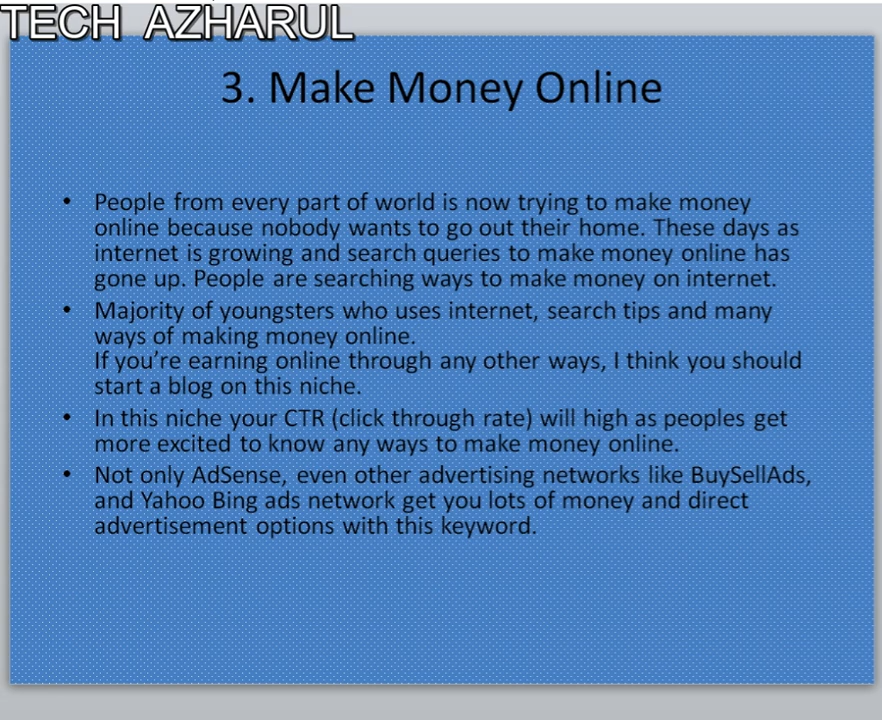 TECH AZHARUL
3. Make Money Online
• People from every part of world is now trying to make money
online because nobody wants to go out their home. These days as
internet is growing and search queries to make money online has
gone up. People are searching ways to make money on internet.
• Majority of youngsters who uses internet, search tips and many
ways of making money online.
If you’re earning online through any other ways, I think you should
start a blog on this niche.
• In this niche your CTR (click through rate) will high as peoples get
more excited to know any ways to make money online.
• Not only AdSense, even other advertising networks like BuySellAds,
and Yahoo Bing ads network get you lots of money and direct
advertisement options with this keyword.